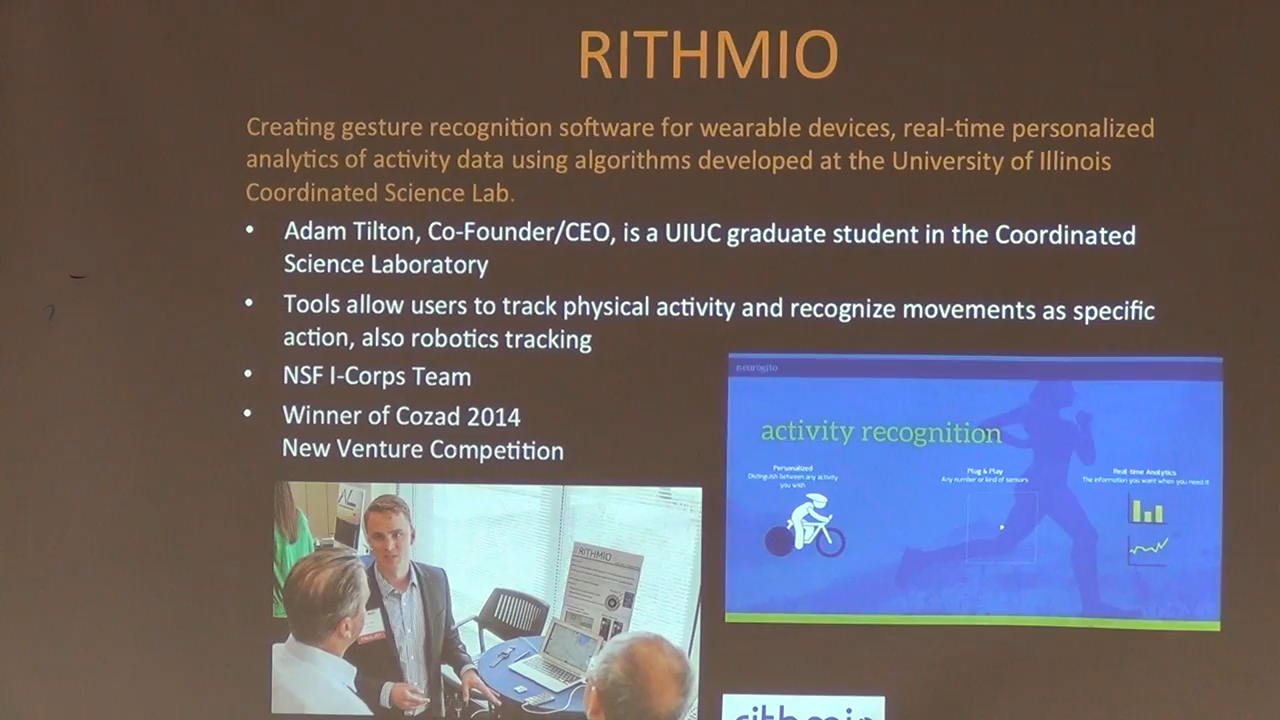 RITHMIO
Creating gesture recognition software for wearable devices, real-time personalized
analytics of activity data using algorithms developed at the University of Illinois
Coordinated Science Lab.
• Adam Tilton, Co-Founder/CEO, is a UIUC graduate student in the Coordinated
Science Laboratory
• Tools allow users to track physical activity and recognize movements as specific
action, also robotics tracking
• NSF I-Corps Team
• Winner of Cozad 2014
New Venture Competition
neurogito
activity recognition
Personalized
Distinguish between any activity
you wish
Plug & Play
Any number or kind of sensors
Real-time Analytics
The information you want when you need it
RITHMIO
rithmio